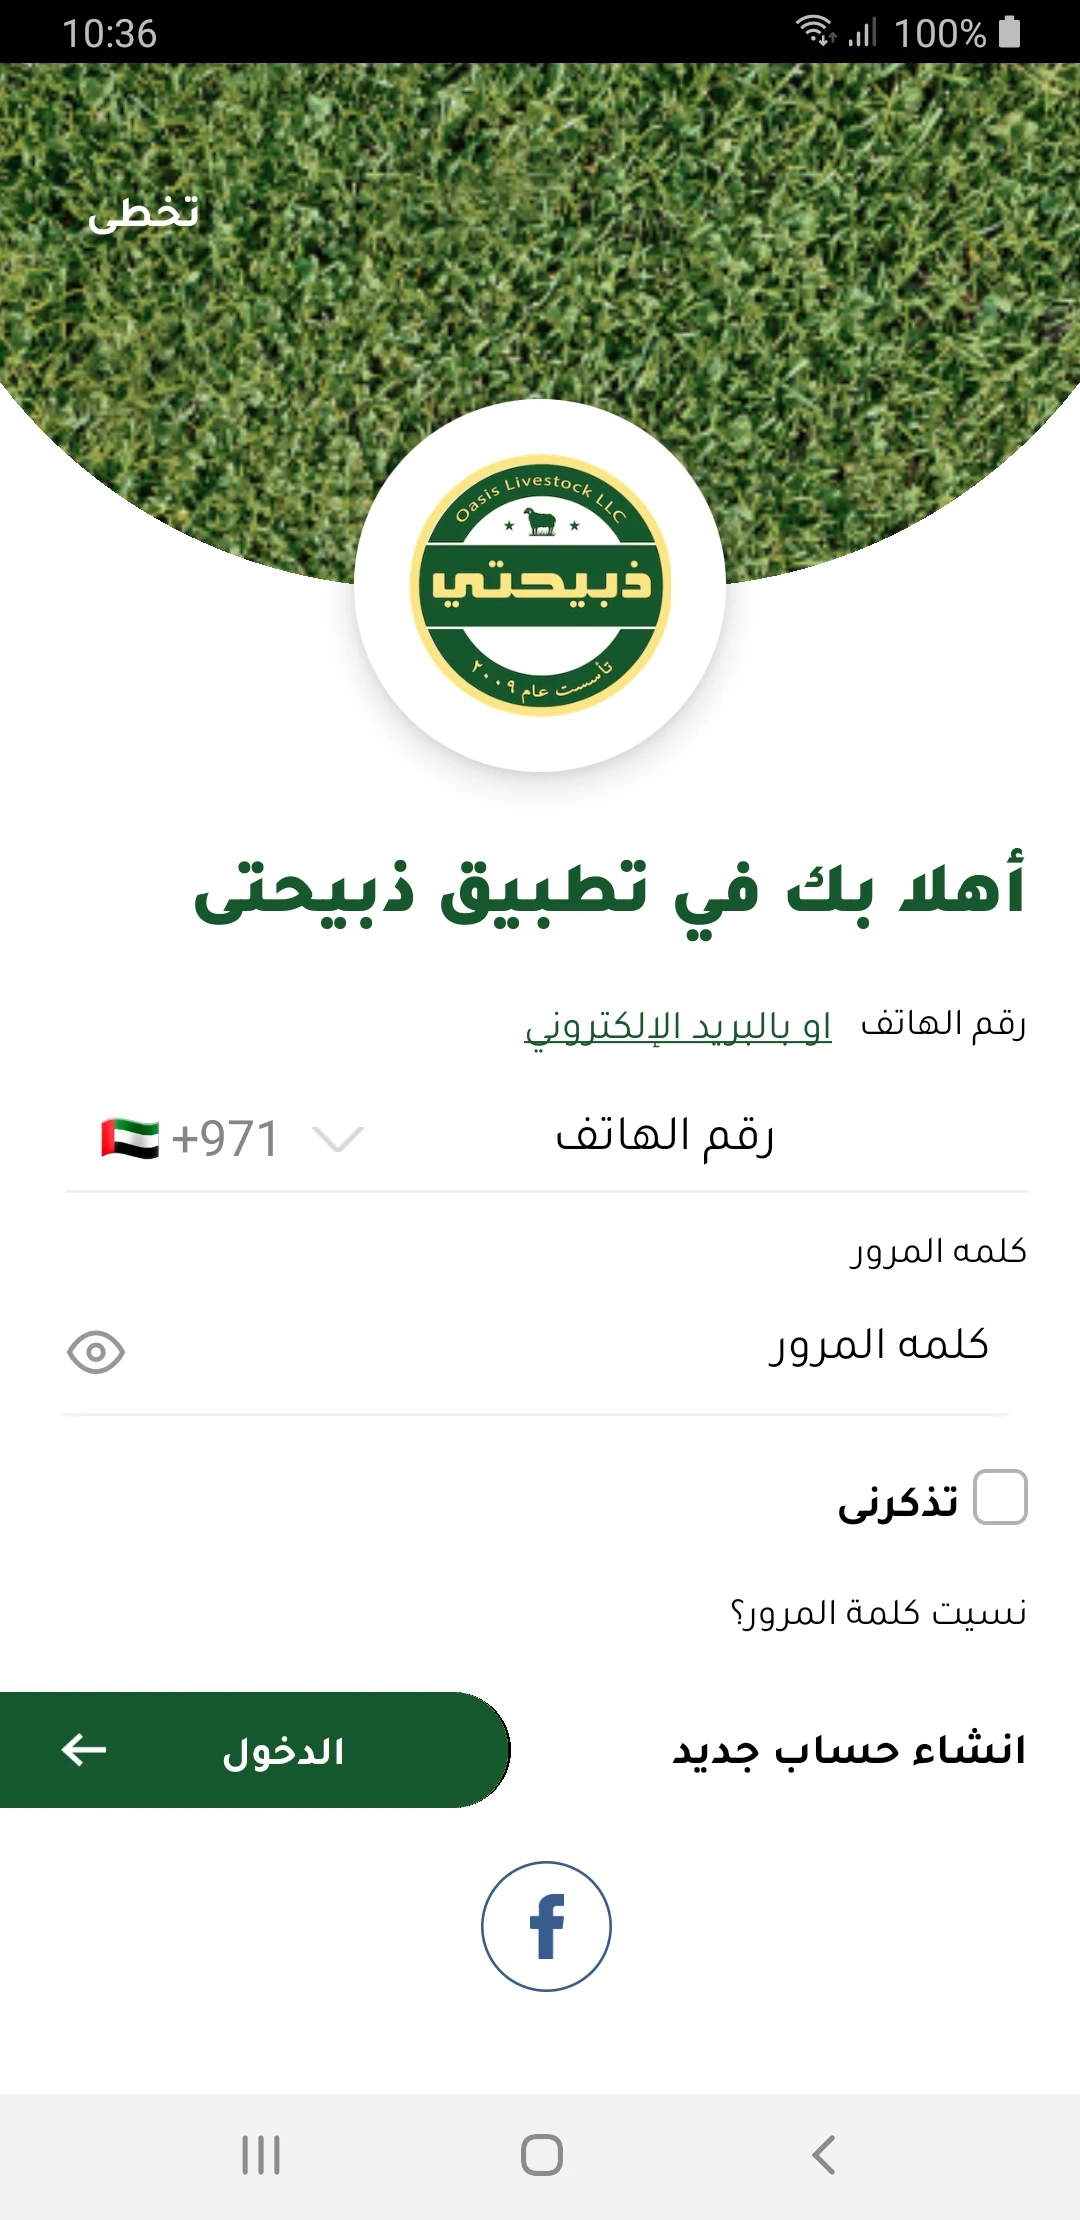 10:36
100%
تخطى
Oasis Livestock LLC
ذبيحتي
تأسست عام ٢٠٠٩
أهلا بك في تطبيق ذبيحتى
رقم الهاتف او بالبريد الإلكتروني
رقم الهاتف +971
كلمه المرور
كلمه المرور
تذكرنى
نسيت كلمة المرور؟
انشاء حساب جديد الدخول
f